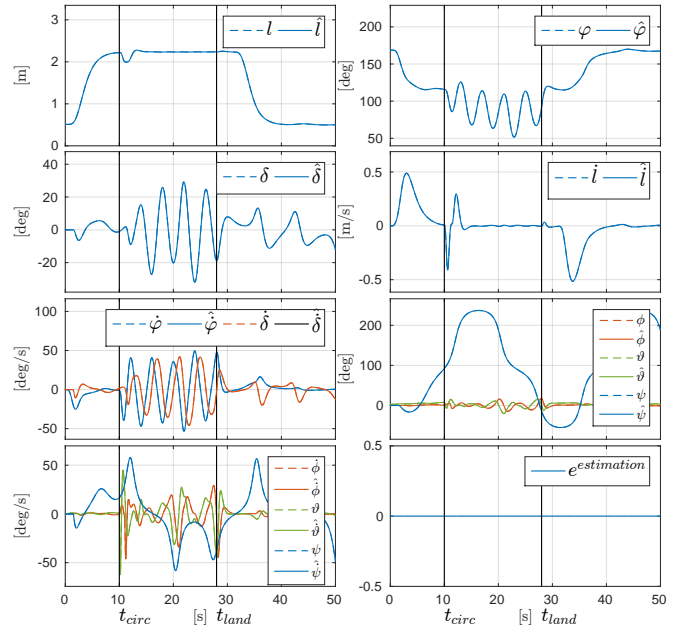 l l̂
3
2
1
0
[m]
φ φ̂
200
150
100
50
[deg]
δ δ̂
40
20
0
-20
[deg]
l̇ l�dot̂
0.5
0
-0.5
[m/s]
φ̇ φ̇̂ δ̇ δ̇̂
100
50
0
-50
[deg/s]
ϕ
ϕ̂
ϑ
ϑ̂
ψ
ψ̂
200
100
0
[deg]
ϕ̇
ϕ̇̂
ϑ
ϑ̇̂
ψ
ψ̇̂
50
0
-50
[deg/s]
0 10 20 30 40 50
t_circ [s] t_land
e^estimation
0.5
0
-0.5
0 10 20 30 40 50
t_circ [s] t_land